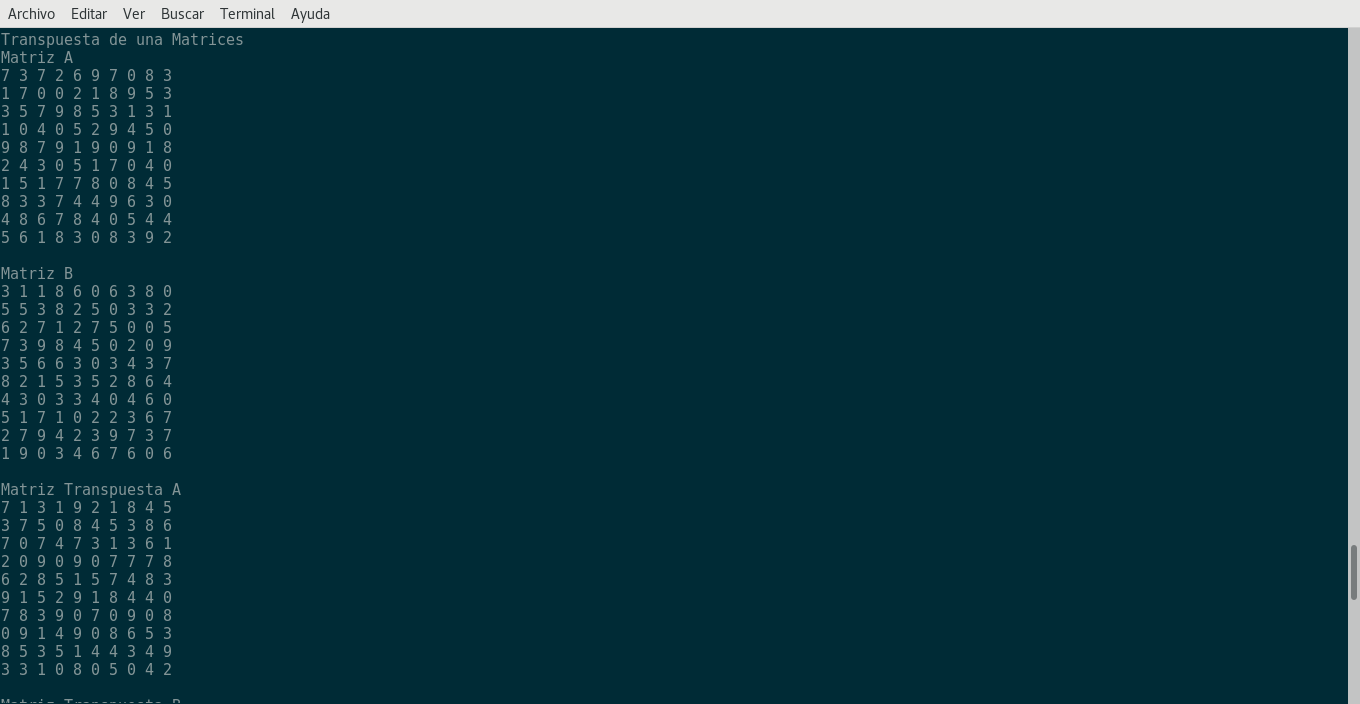 Archivo Editar Ver Buscar Terminal Ayuda
Transpuesta de una Matrices
Matriz A
7 3 7 2 6 9 7 0 8 3
1 7 0 0 2 1 8 9 5 3
3 5 7 9 8 5 3 1 3 1
1 0 4 0 5 2 9 4 5 0
9 8 7 9 1 9 0 9 1 8
2 4 3 0 5 1 7 0 4 0
1 5 1 7 7 8 0 8 4 5
8 3 3 7 4 4 9 6 3 0
4 8 6 7 8 4 0 5 4 4
5 6 1 8 3 0 8 3 9 2
Matriz B
3 1 1 8 6 0 6 3 8 0
5 5 3 8 2 5 0 3 3 2
6 2 7 1 2 7 5 0 0 5
7 3 9 8 4 5 0 2 0 9
3 5 6 6 3 0 3 4 3 7
8 2 1 5 3 5 2 8 6 4
4 3 0 3 3 4 0 4 6 0
5 1 7 1 0 2 2 3 6 7
2 7 9 4 2 3 9 7 3 7
1 9 0 3 4 6 7 6 0 6
Matriz Transpuesta A
7 1 3 1 9 2 1 8 4 5
3 7 5 0 8 4 5 3 8 6
7 0 7 4 7 3 1 3 6 1
2 0 9 0 9 0 7 7 7 8
6 2 8 5 1 5 7 4 8 3
9 1 5 2 9 1 8 4 4 0
7 8 3 9 0 7 0 9 0 8
0 9 1 4 9 0 8 6 5 3
8 5 3 5 1 4 4 3 4 9
3 3 1 0 8 0 5 0 4 2
Matriz Transpuesta B